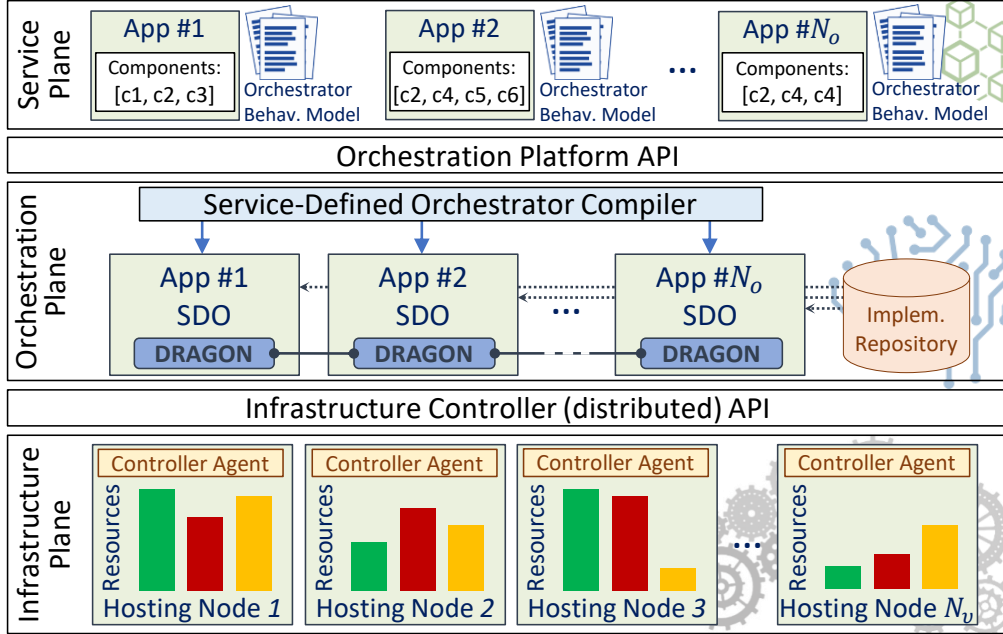 Service
Plane
App #1
Components:
[c1, c2, c3]
Orchestrator
Behav. Model
App #2
Components:
[c2, c4, c5, c6]
Orchestrator
Behav. Model
...
App #N_o
Components:
[c2, c4, c4]
Orchestrator
Behav. Model
Orchestration Platform API
Orchestration
Plane
Service-Defined Orchestrator Compiler
App #1
SDO
DRAGON
App #2
SDO
DRAGON
...
App #N_o
SDO
DRAGON
Implem.
Repository
Infrastructure Controller (distributed) API
Infrastructure
Plane
Controller Agent
Resources
Hosting Node 1
Controller Agent
Resources
Hosting Node 2
Controller Agent
Resources
Hosting Node 3
...
Controller Agent
Resources
Hosting Node N_υ